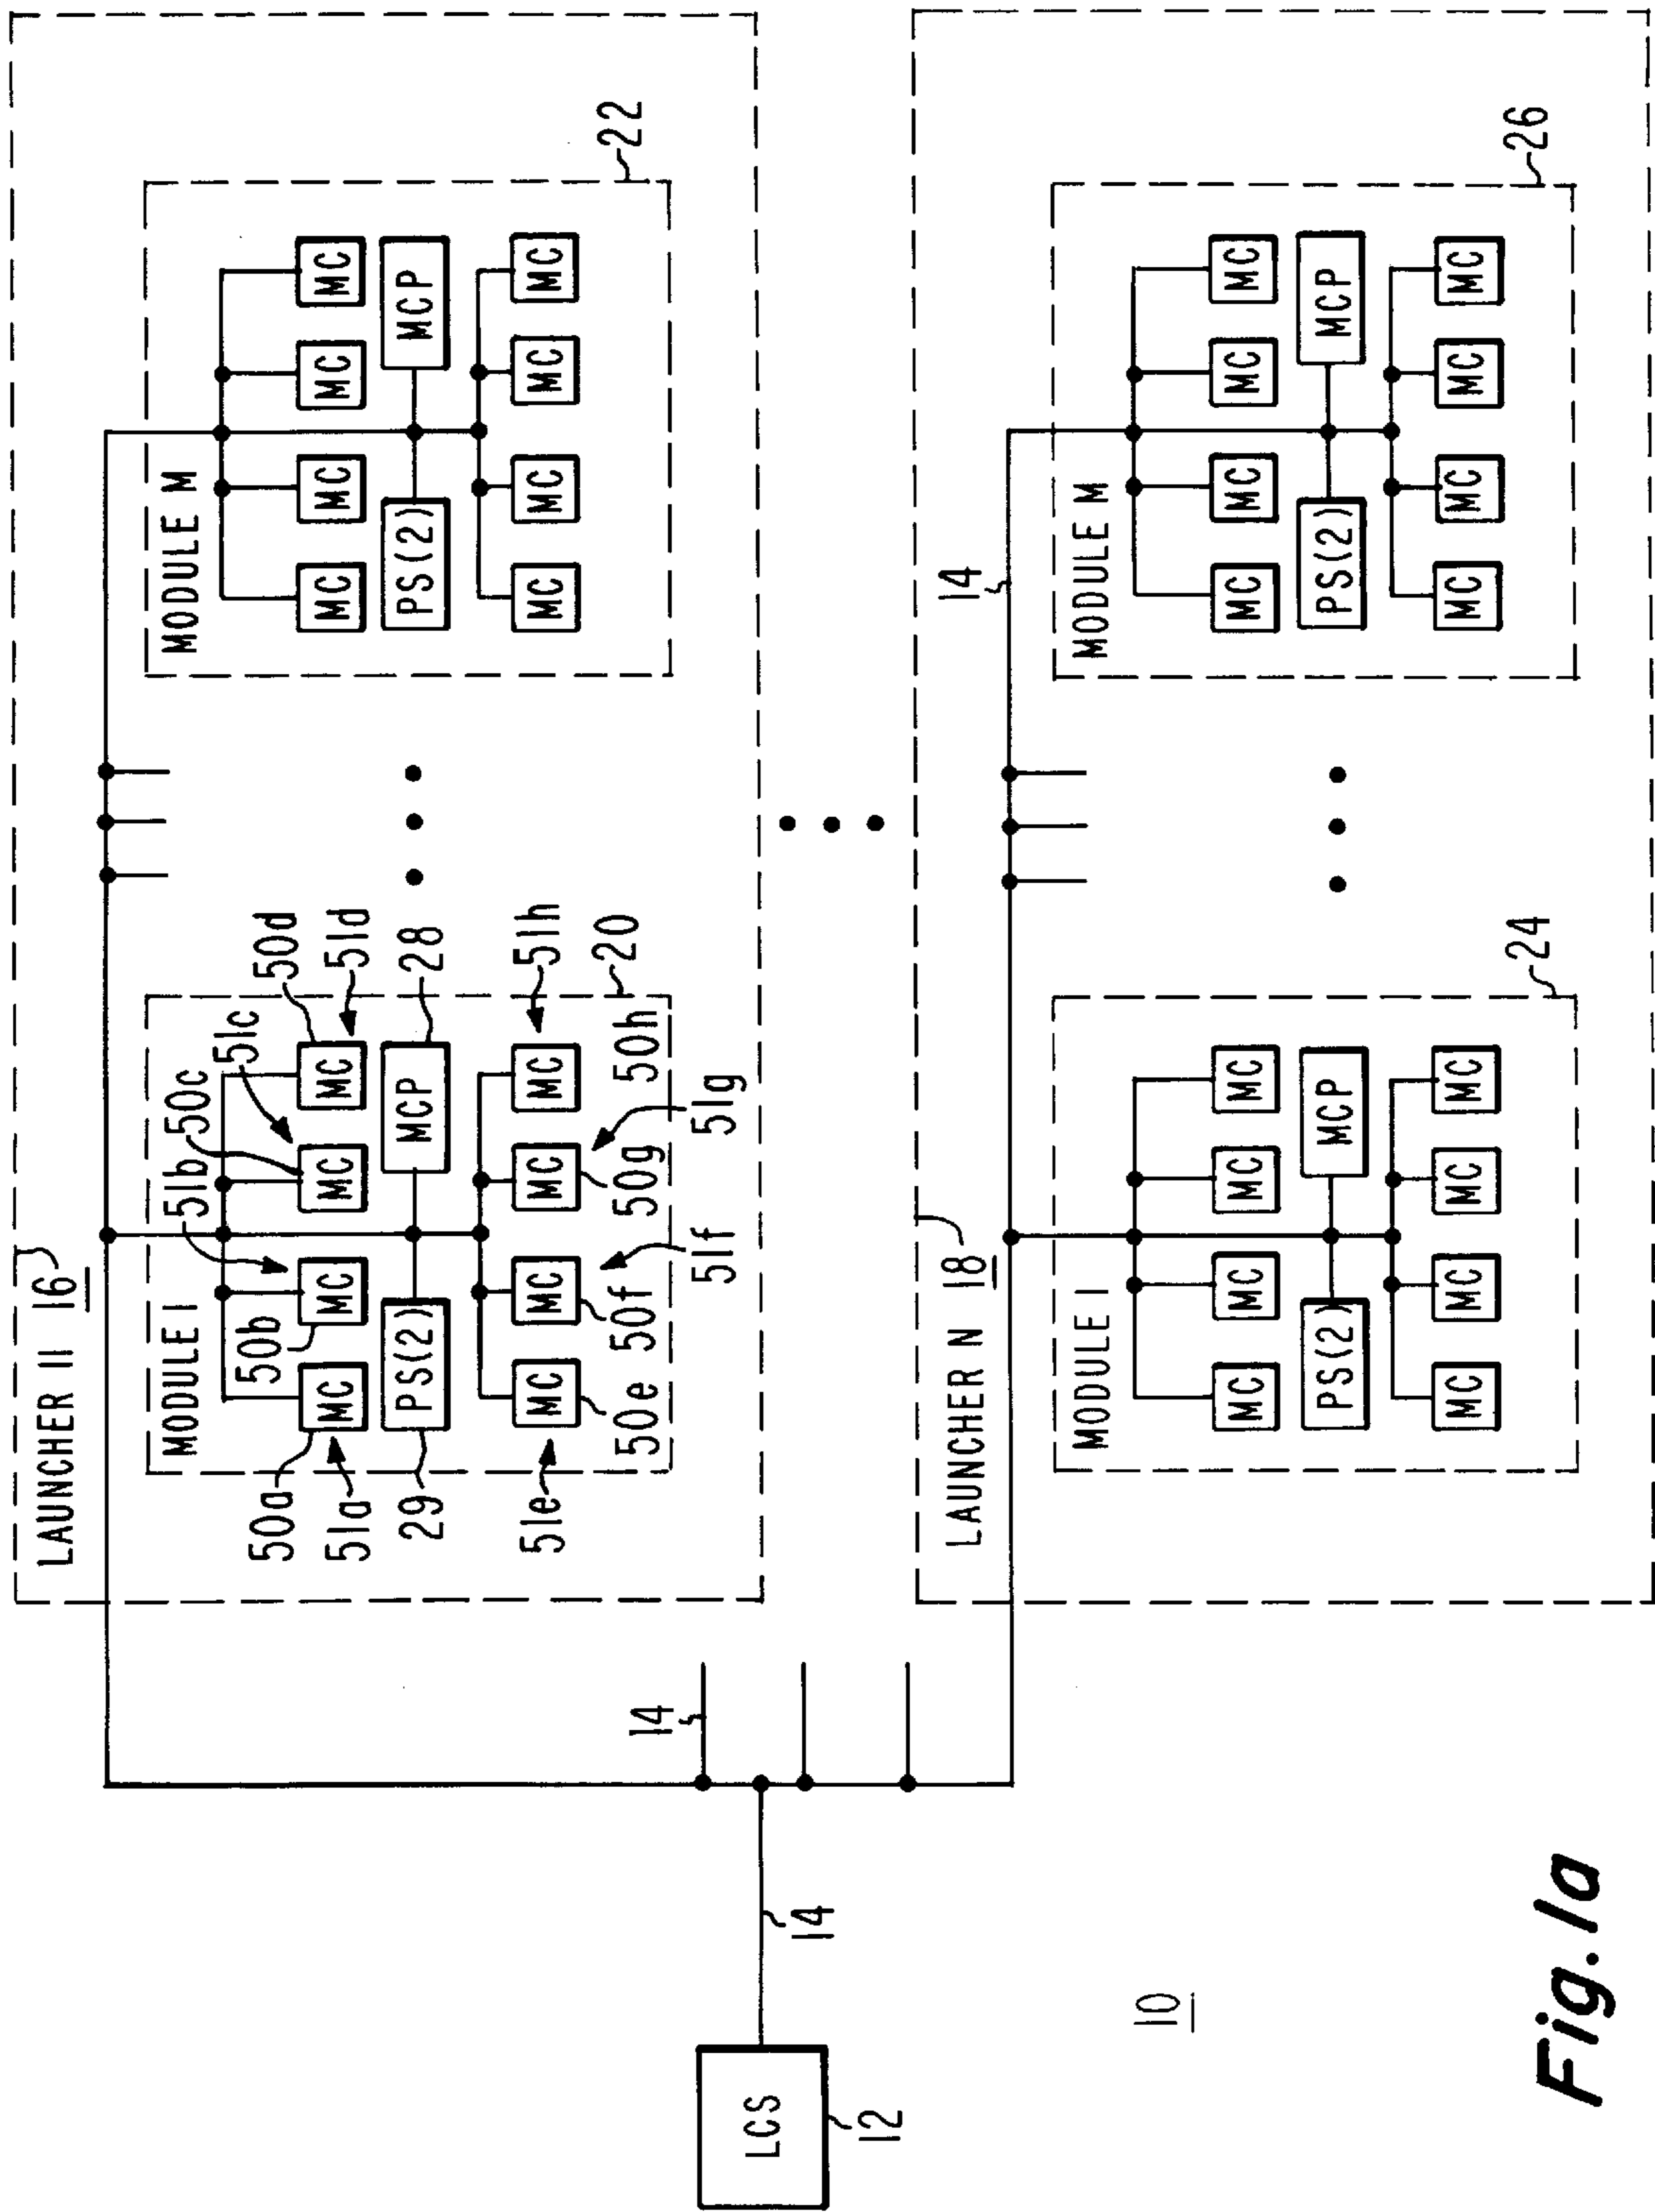 LAUNCHER II 16
MODULE I
51b 50c 51c
50b
50a
50d
MC MC MC MC
51a
51d
29
PS(2) MCP
28
MC MC MC MC
51e
51h
50e 50f 50g 50h
20
51f 51g
MODULE M
MC MC MC MC
PS(2) MCP
MC MC MC MC
22
14
LCS
12
14
LAUNCHER N 18
14
MODULE I
MC MC MC MC
PS(2) MCP
MC MC MC MC
24
MODULE M
MC MC MC MC
PS(2) MCP
MC MC MC MC
26
10
Fig.1a